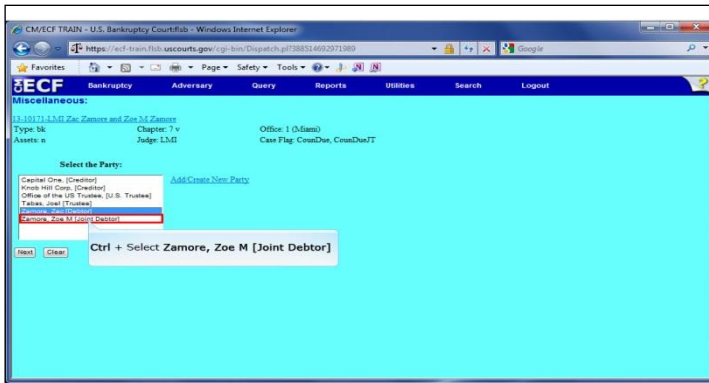 CM/ECF TRAIN - U.S. Bankruptcy Court:flsb - Windows Internet Explorer
https://ecf-train.flsb.uscourts.gov/cgi-bin/Dispatch.pl?388514692971989
Google
Favorites Page Safety Tools
ECF Bankruptcy Adversary Query Reports Utilities Search Logout ?
Miscellaneous:
13-10171-LMI Zac Zamore and Zoe M Zamore
Type: bk Chapter: 7 v Office: 1 (Miami)
Assets: n Judge: LMI Case Flag: CounDue, CounDueJT
Select the Party:
Capital One, [Creditor] Add/Create New Party
Knob Hill Corp, [Creditor]
Office of the US Trustee, [U.S. Trustee]
Tabas, Joel [Trustee]
Zamore, Zac [Debtor]
Zamore, Zoe M [Joint Debtor]
Ctrl + Select Zamore, Zoe M [Joint Debtor]
Next Clear